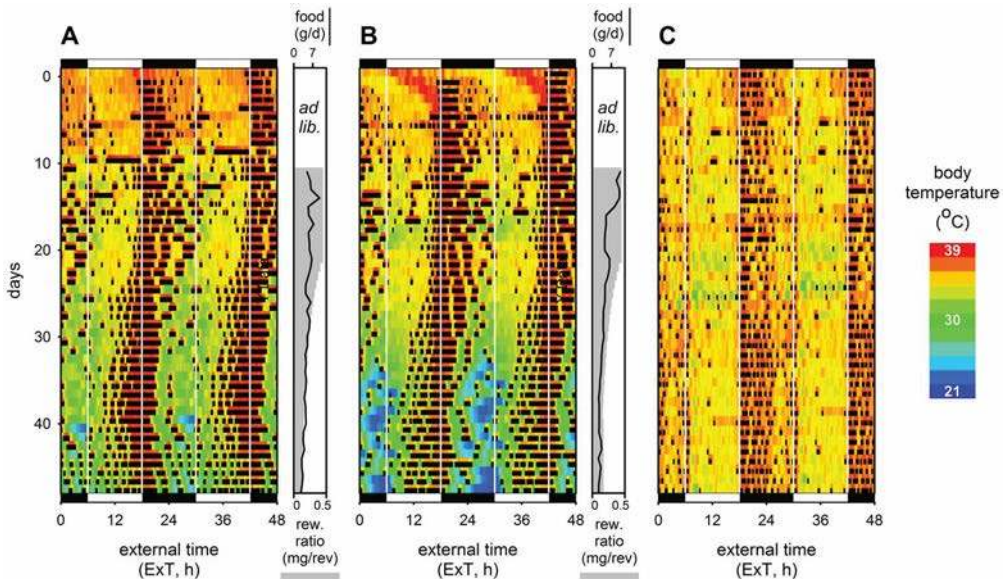 food
(g/d)
food
(g/d)
A
0 7
B
0 7
C
0
10
20
30
40
days
ad
lib.
ad
lib.
body
temperature
(°C)
39
30
21
0 12 24 36 48
0 0.5
0 12 24 36 48
0 0.5
0 12 24 36 48
external time
(ExT, h)
rew.
ratio
(mg/rev)
external time
(ExT, h)
rew.
ratio
(mg/rev)
external time
(ExT, h)